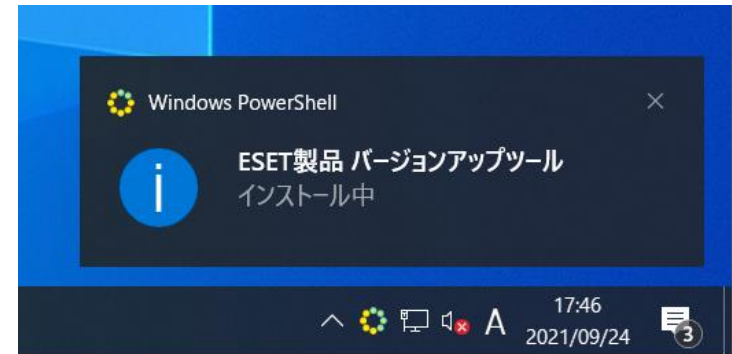 Windows PowerShell
ESET製品 バージョンアップツール
インストール中
A
17:46
2021/09/24
3